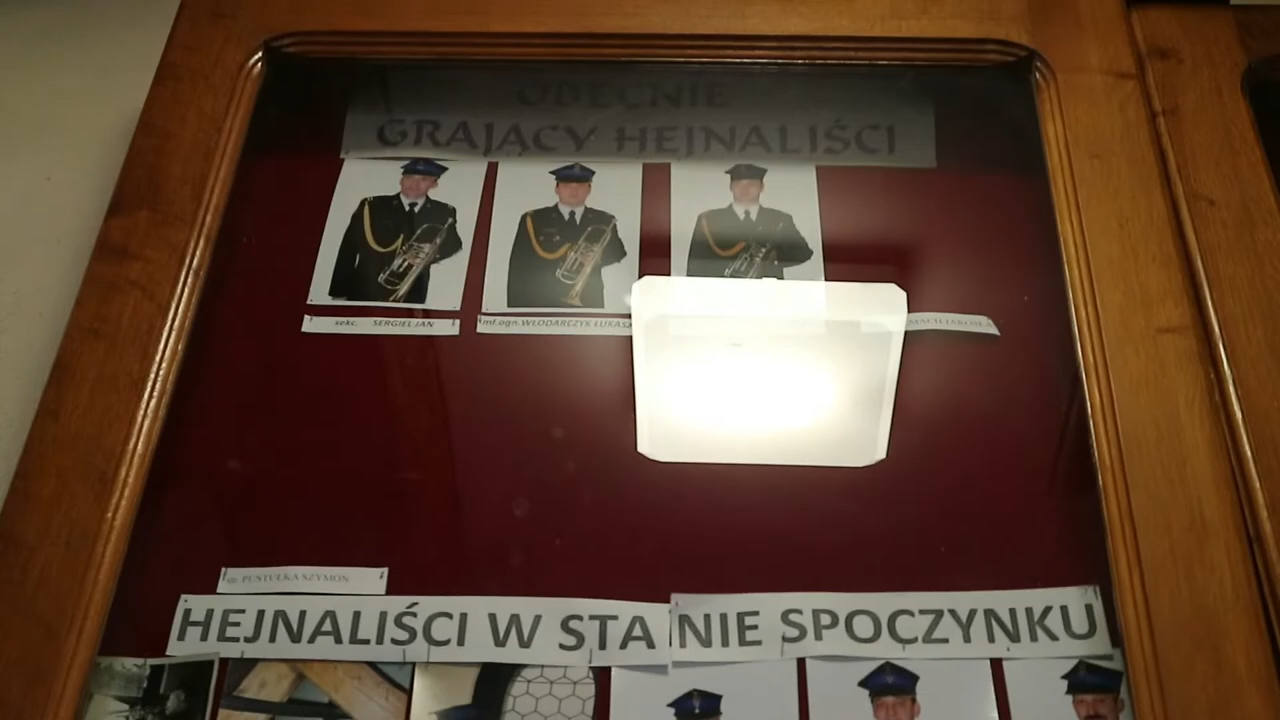 OBECNIE
GRAJĄCY HEJNALIŚCI
sekc. SERGIEL JAN
mł.ogn. WŁODARCZYK ŁUKASZ
PUSTUŁKA SZYMON
HEJNALIŚCI W STANIE SPOCZYNKU